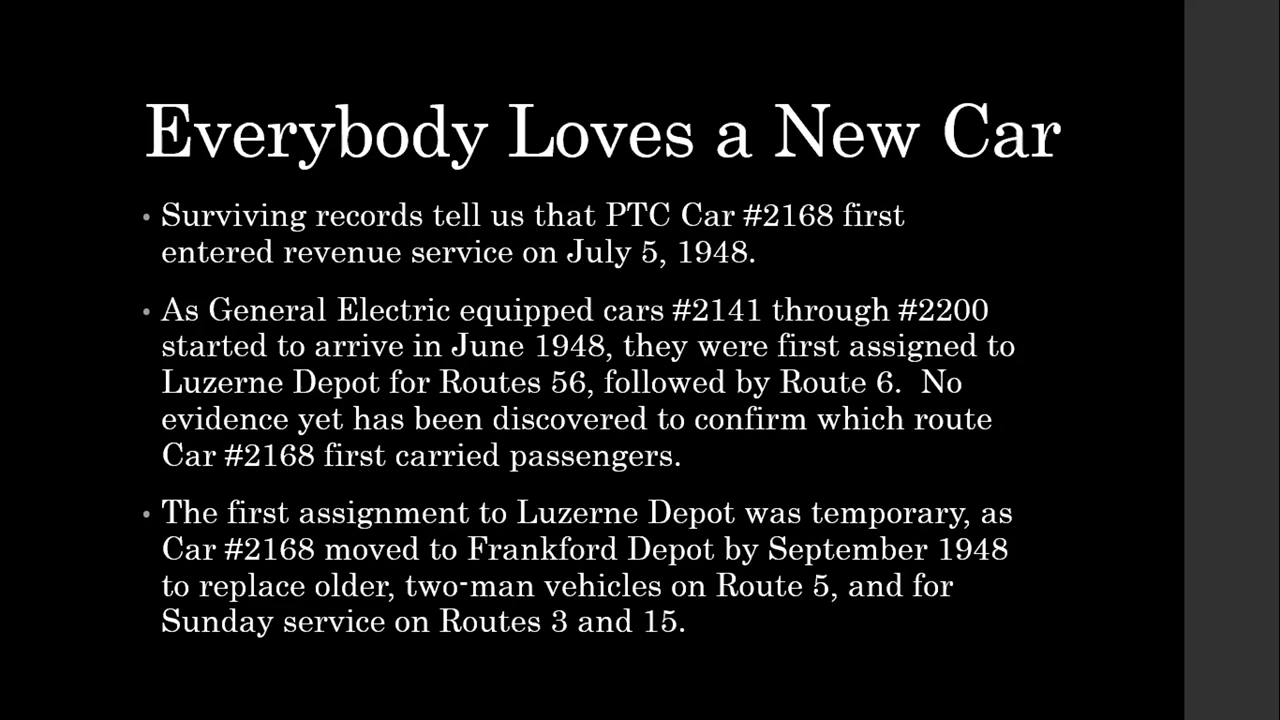 Everybody Loves a New Car
• Surviving records tell us that PTC Car #2168 first
entered revenue service on July 5, 1948.
• As General Electric equipped cars #2141 through #2200
started to arrive in June 1948, they were first assigned to
Luzerne Depot for Routes 56, followed by Route 6.  No
evidence yet has been discovered to confirm which route
Car #2168 first carried passengers.
• The first assignment to Luzerne Depot was temporary, as
Car #2168 moved to Frankford Depot by September 1948
to replace older, two-man vehicles on Route 5, and for
Sunday service on Routes 3 and 15.